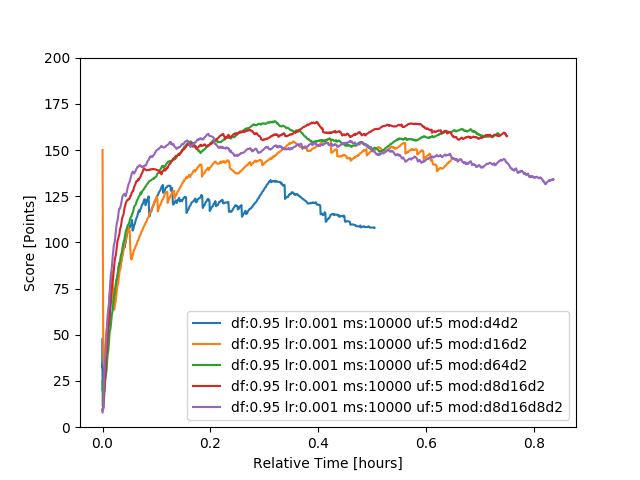 200
175
150
125
100
75
50
25
0
Score [Points]
0.0 0.2 0.4 0.6 0.8
Relative Time [hours]
df:0.95 lr:0.001 ms:10000 uf:5 mod:d4d2
df:0.95 lr:0.001 ms:10000 uf:5 mod:d16d2
df:0.95 lr:0.001 ms:10000 uf:5 mod:d64d2
df:0.95 lr:0.001 ms:10000 uf:5 mod:d8d16d2
df:0.95 lr:0.001 ms:10000 uf:5 mod:d8d16d8d2